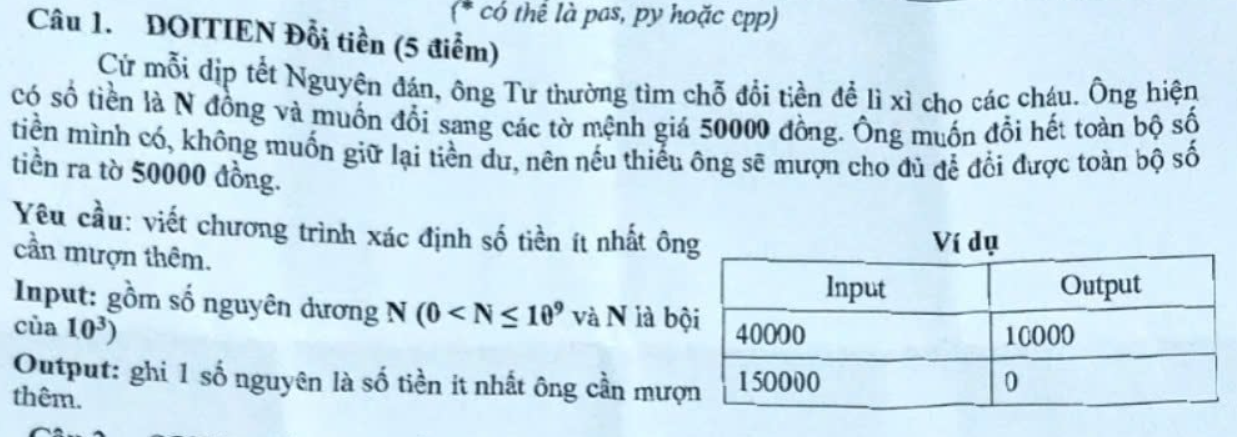 (* có thể là pas, py hoặc cpp)
Câu 1. DOITIEN Đổi tiền (5 điểm)
Cứ mỗi dịp tết Nguyên đán, ông Tư thường tìm chỗ đổi tiền để lì xì cho các cháu. Ông hiện
có số tiền là N đồng và muốn đổi sang các tờ mệnh giá 50000 đồng. Ông muốn đổi hết toàn bộ số
tiền mình có, không muốn giữ lại tiền dư, nên nếu thiếu ông sẽ mượn cho đủ để đổi được toàn bộ số
tiền ra tờ 50000 đồng.
Yêu cầu: viết chương trình xác định số tiền ít nhất ông
cần mượn thêm.
Input: gồm số nguyên dương N (0 < N ≤ 10⁹ và N là bội
của 10³)
Output: ghi 1 số nguyên là số tiền ít nhất ông cần mượn
thêm.
Ví dụ
Input Output
40000 10000
150000 0